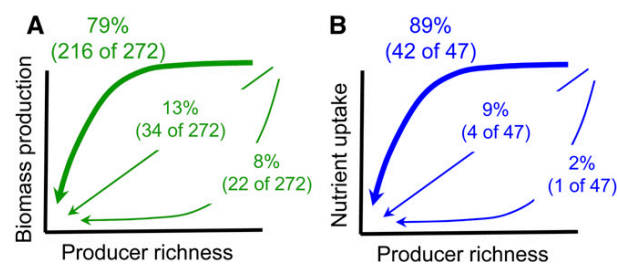 A
79%
(216 of 272)
13%
(34 of 272)
8%
(22 of 272)
Biomass production
Producer richness
B
89%
(42 of 47)
9%
(4 of 47)
2%
(1 of 47)
Nutrient uptake
Producer richness